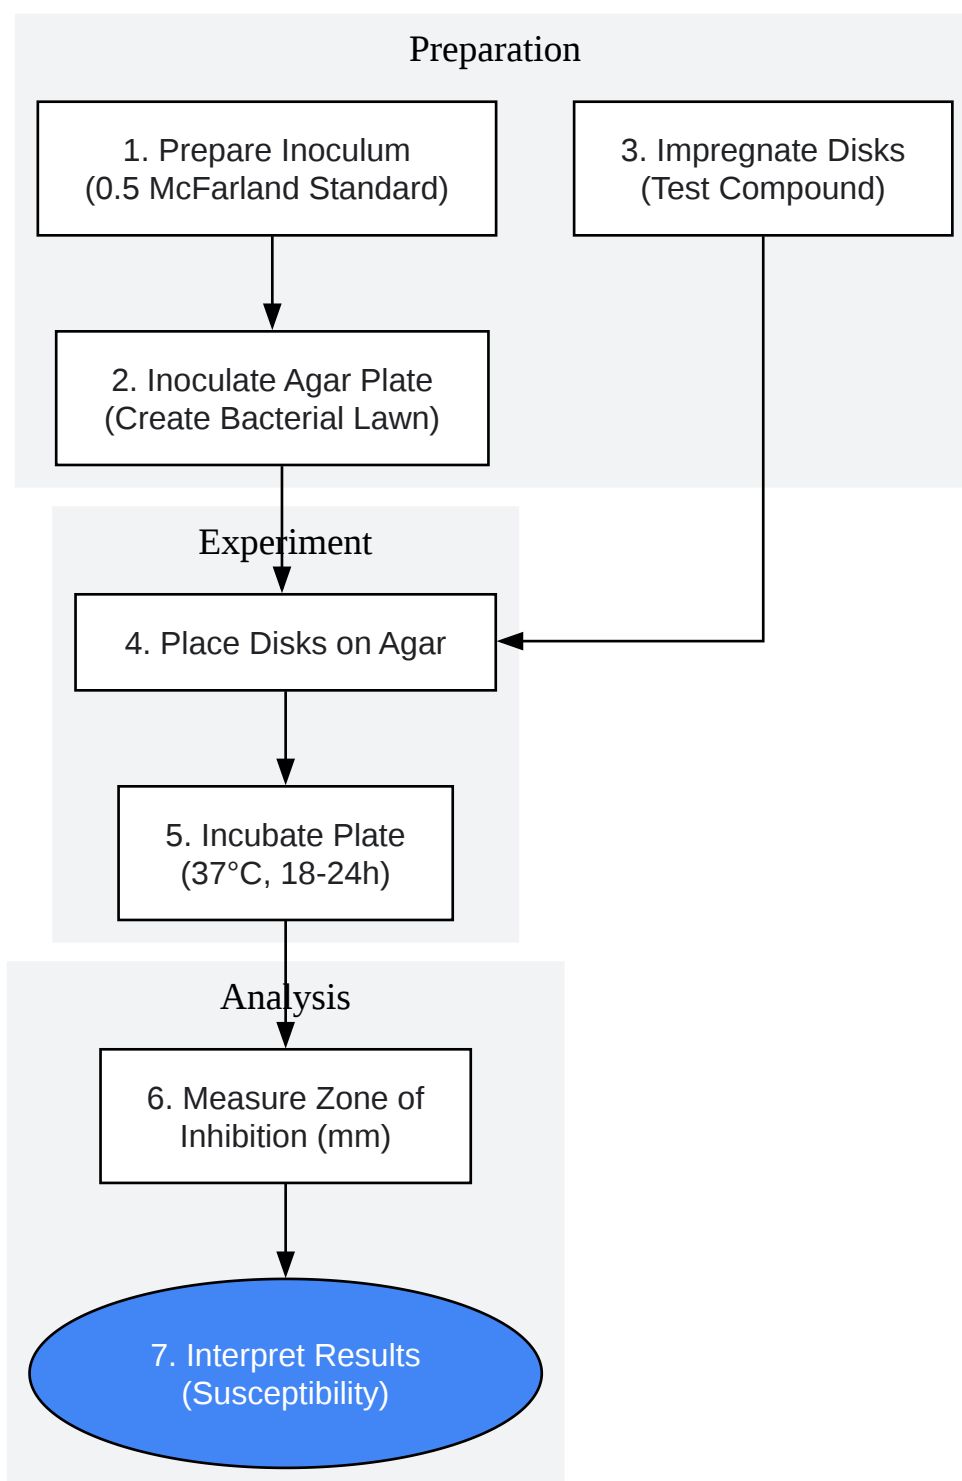 Preparation
1. Prepare Inoculum
(0.5 McFarland Standard)
3. Impregnate Disks
(Test Compound)
2. Inoculate Agar Plate
(Create Bacterial Lawn)
Experiment
4. Place Disks on Agar
5. Incubate Plate
(37°C, 18-24h)
Analysis
6. Measure Zone of
Inhibition (mm)
7. Interpret Results
(Susceptibility)